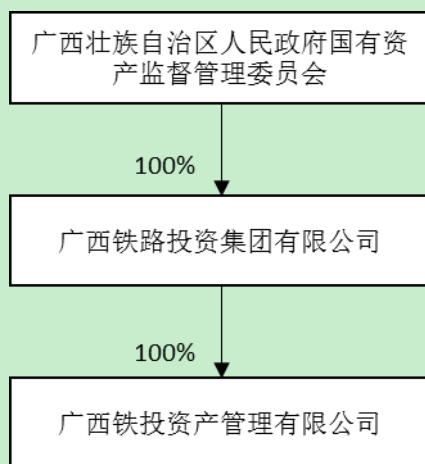 广西壮族自治区人民政府国有资
产监督管理委员会
100%
广西铁路投资集团有限公司
100%
广西铁投资产管理有限公司